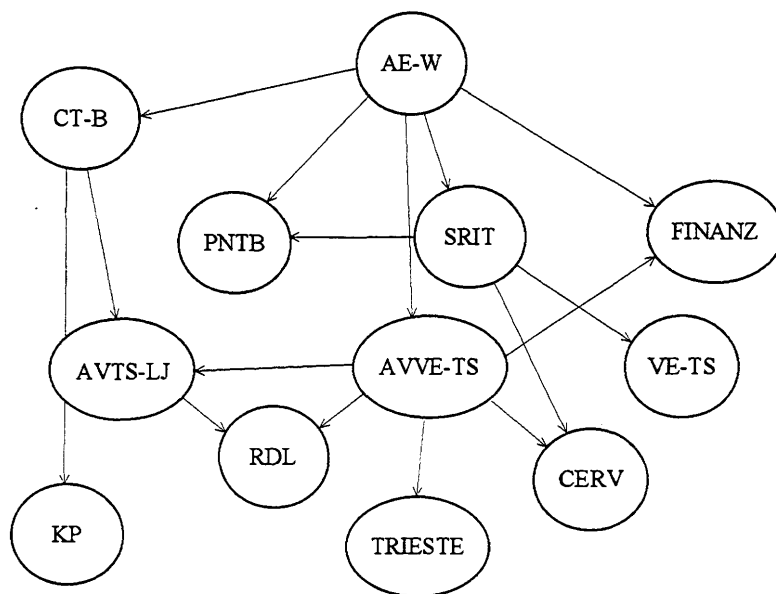 AE-W
CT-B
PNTB
SRIT
FINANZ
AVTS-LJ
AVVE-TS
VE-TS
RDL
CERV
KP
TRIESTE